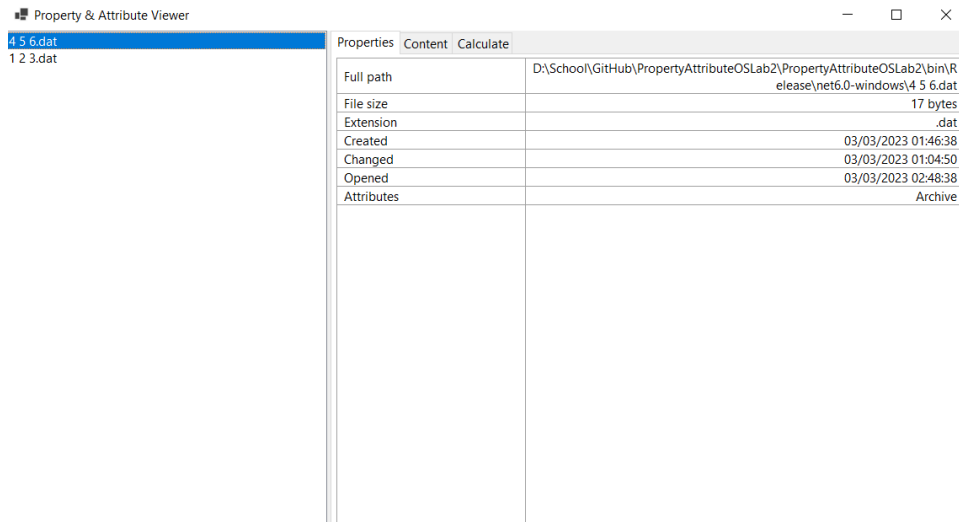 Property & Attribute Viewer
4 5 6.dat
1 2 3.dat
Properties Content Calculate
Full path
D:\School\GitHub\PropertyAttributeOSLab2\PropertyAttributeOSLab2\bin\R
elease\net6.0-windows\4 5 6.dat
File size 17 bytes
Extension .dat
Created 03/03/2023 01:46:38
Changed 03/03/2023 01:04:50
Opened 03/03/2023 02:48:38
Attributes Archive